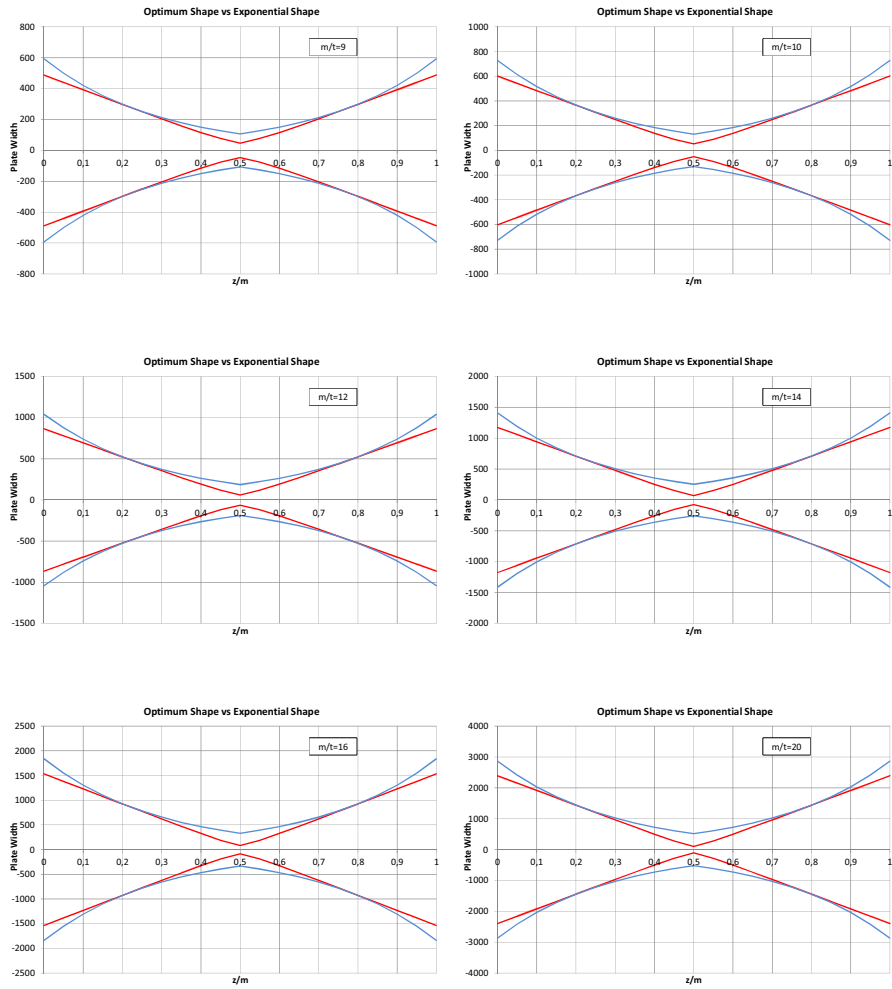 Optimum Shape vs Exponential Shape
m/t=9
800
600
400
200
0
-200
-400
-600
-800
0 0,1 0,2 0,3 0,4 0,5 0,6 0,7 0,8 0,9 1
Plate Width
z/m
Optimum Shape vs Exponential Shape
m/t=10
1000
800
600
400
200
0
-200
-400
-600
-800
-1000
0 0,1 0,2 0,3 0,4 0,5 0,6 0,7 0,8 0,9 1
Plate Width
z/m
Optimum Shape vs Exponential Shape
m/t=12
1500
1000
500
0
-500
-1000
-1500
0 0,1 0,2 0,3 0,4 0,5 0,6 0,7 0,8 0,9 1
Plate Width
z/m
Optimum Shape vs Exponential Shape
m/t=14
2000
1500
1000
500
0
-500
-1000
-1500
-2000
0 0,1 0,2 0,3 0,4 0,5 0,6 0,7 0,8 0,9 1
Plate Width
z/m
Optimum Shape vs Exponential Shape
m/t=16
2500
2000
1500
1000
500
0
-500
-1000
-1500
-2000
-2500
0 0,1 0,2 0,3 0,4 0,5 0,6 0,7 0,8 0,9 1
Plate Width
z/m
Optimum Shape vs Exponential Shape
m/t=20
4000
3000
2000
1000
0
-1000
-2000
-3000
-4000
0 0,1 0,2 0,3 0,4 0,5 0,6 0,7 0,8 0,9 1
Plate Width
z/m